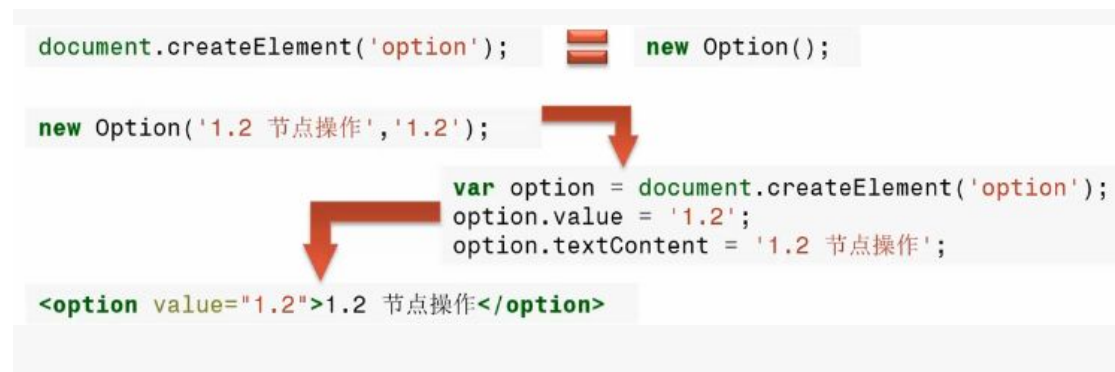 document.createElement('option'); new Option();
new Option('1.2 节点操作','1.2');
var option = document.createElement('option');
option.value = '1.2';
option.textContent = '1.2 节点操作';
<option value="1.2">1.2 节点操作</option>